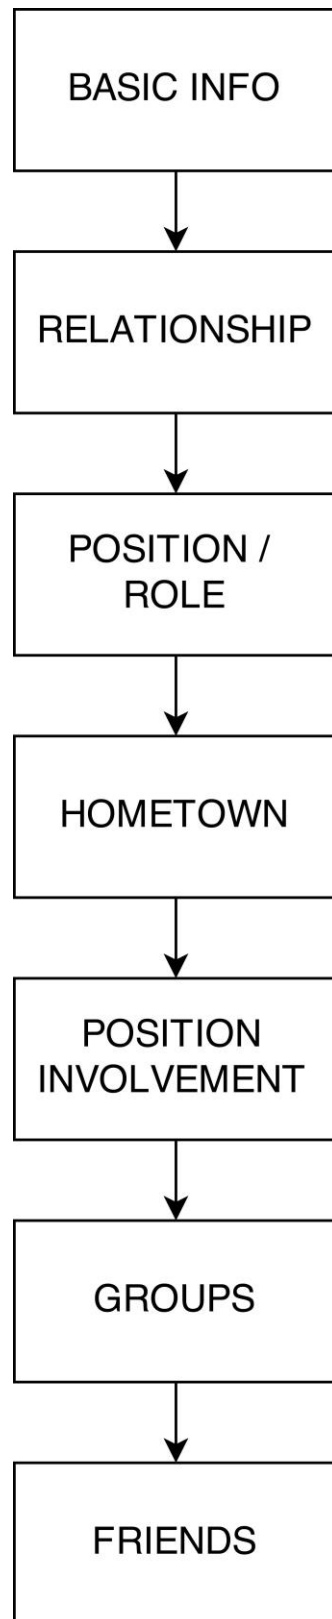 BASIC INFO
RELATIONSHIP
POSITION /
ROLE
HOMETOWN
POSITION
INVOLVEMENT
GROUPS
FRIENDS